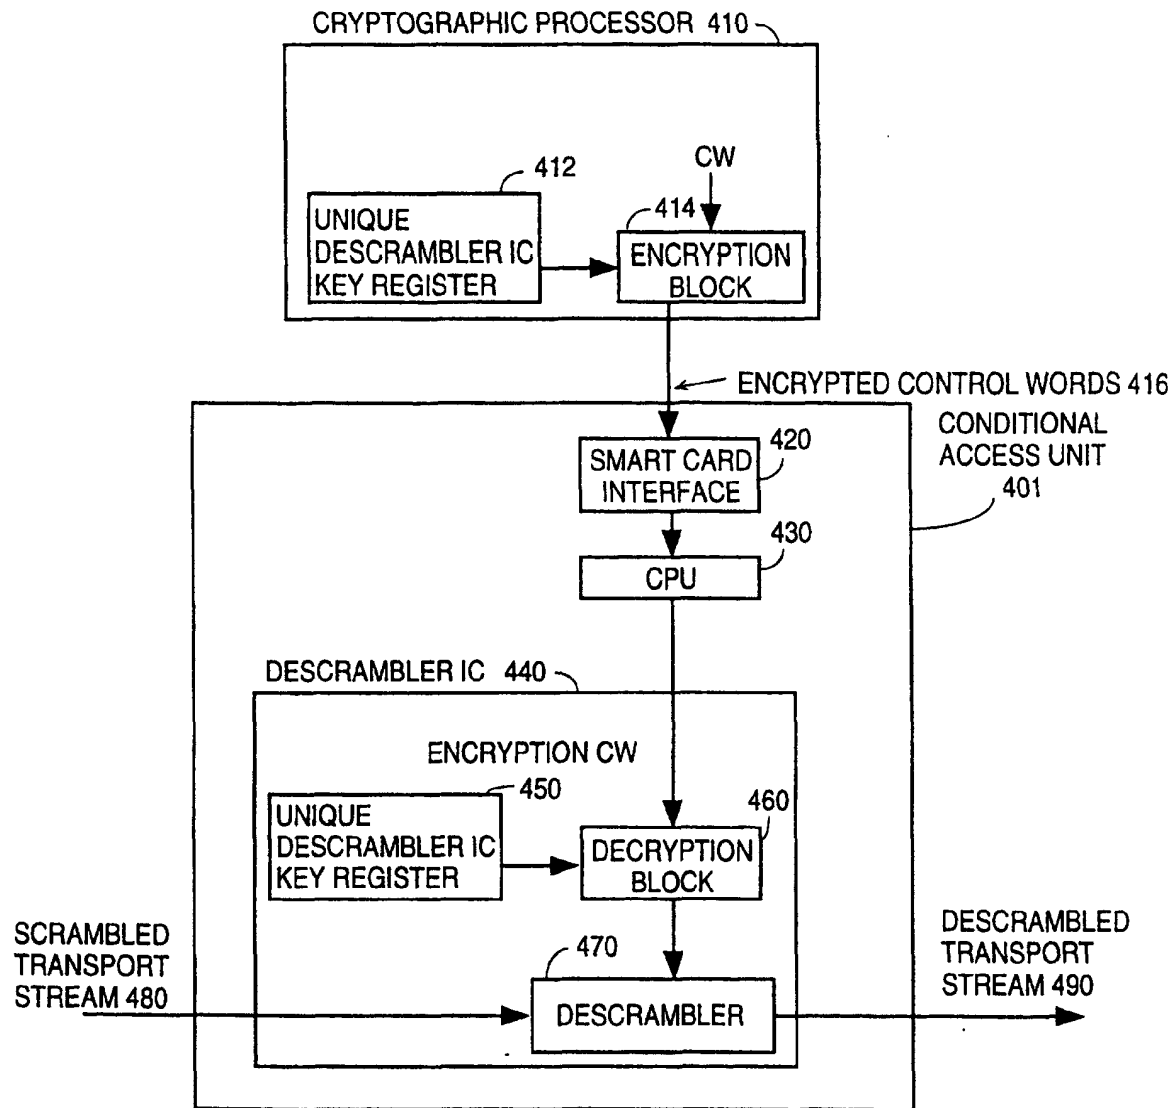 CRYPTOGRAPHIC PROCESSOR 410
CW
412
414
UNIQUE
DESCRAMBLER IC
KEY REGISTER
ENCRYPTION
BLOCK
ENCRYPTED CONTROL WORDS 416
CONDITIONAL
ACCESS UNIT
401
420
SMART CARD
INTERFACE
430
CPU
DESCRAMBLER IC 440
ENCRYPTION CW
450
UNIQUE
DESCRAMBLER IC
KEY REGISTER
460
DECRYPTION
BLOCK
SCRAMBLED
TRANSPORT
STREAM 480
470
DESCRAMBLER
DESCRAMBLED
TRANSPORT
STREAM 490